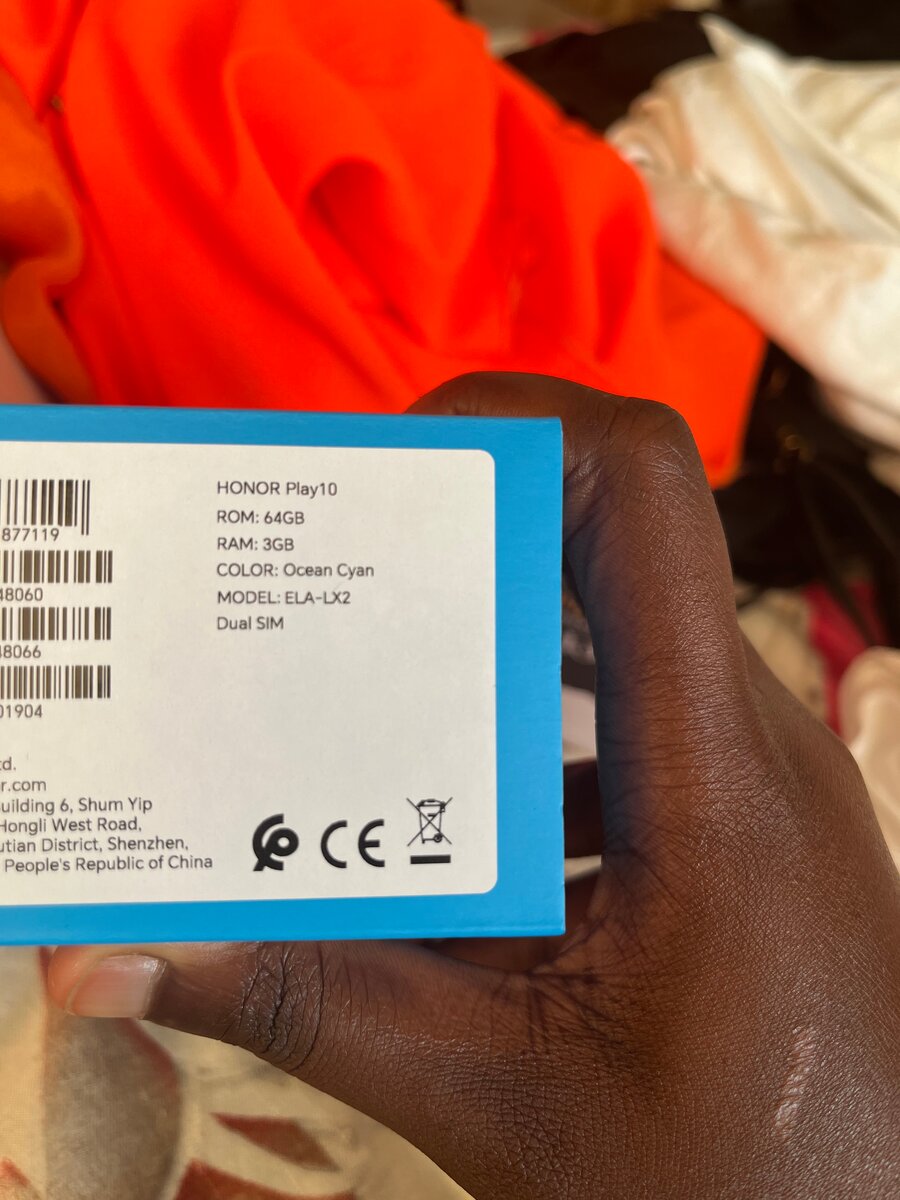 877119
48060
48066
01904
HONOR Play10
ROM: 64GB
RAM: 3GB
COLOR: Ocean Cyan
MODEL: ELA-LX2
Dual SIM
td.
r.com
uilding 6, Shum Yip
Hongli West Road,
utian District, Shenzhen,
People's Republic of China
CE